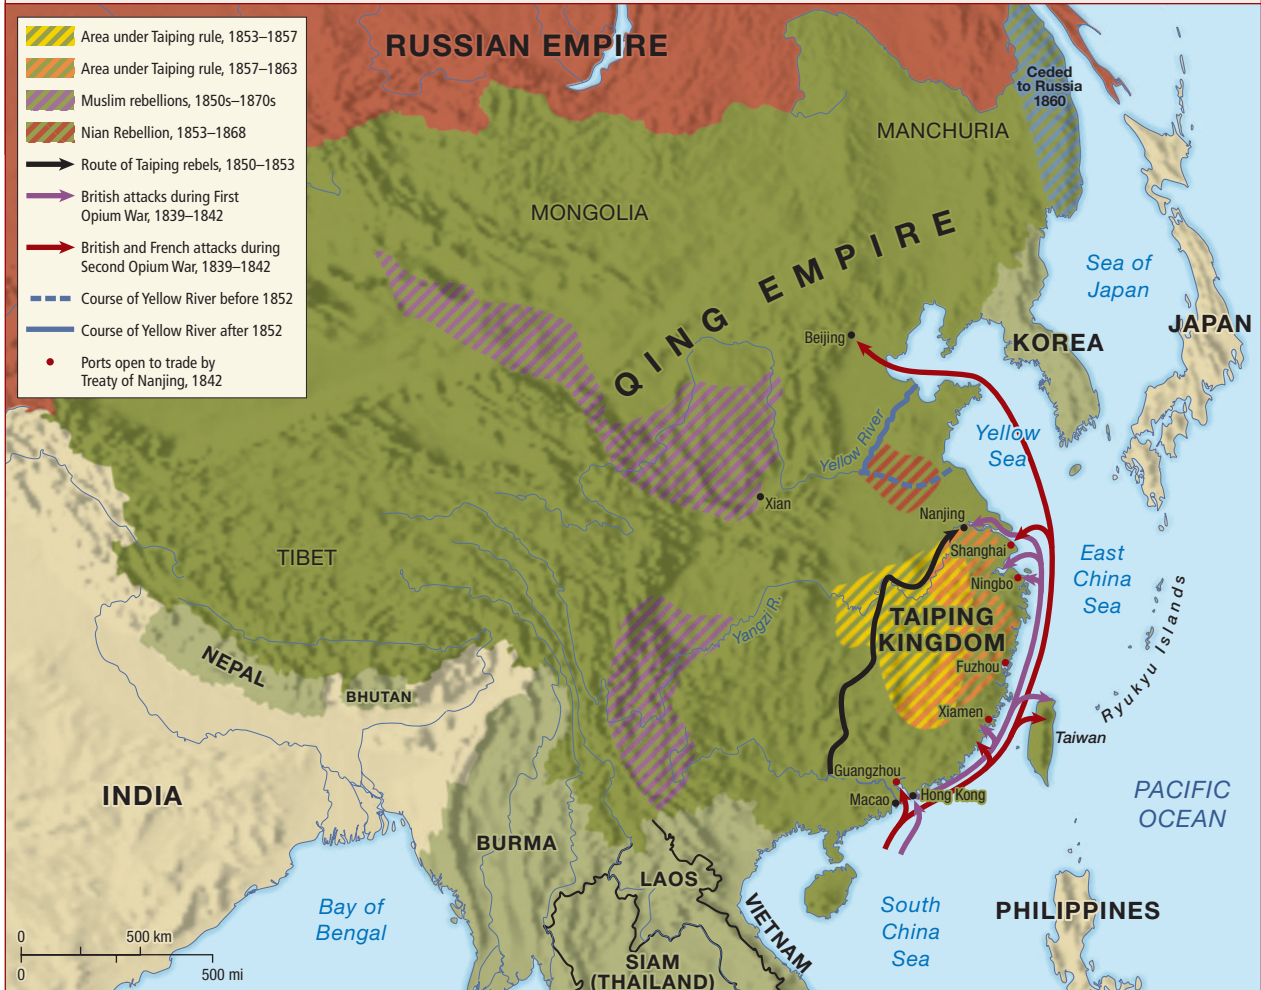 Area under Taiping rule, 1853–1857
Area under Taiping rule, 1857–1863
Muslim rebellions, 1850s–1870s
Nian Rebellion, 1853–1868
Route of Taiping rebels, 1850–1853
British attacks during First
Opium War, 1839–1842
British and French attacks during
Second Opium War, 1839–1842
Course of Yellow River before 1852
Course of Yellow River after 1852
Ports open to trade by
Treaty of Nanjing, 1842
RUSSIAN EMPIRE
Ceded
to Russia
1860
MANCHURIA
MONGOLIA
QING EMPIRE
Sea of
Japan
JAPAN
KOREA
Beijing
Yellow River
Yellow
Sea
Xian
Nanjing
Shanghai
Ningbo
East
China
Sea
TIBET
TAIPING
KINGDOM
Yangzi R.
Fuzhou
Ryukyu Islands
NEPAL
BHUTAN
Xiamen
Taiwan
Guangzhou
Macao
Hong Kong
PACIFIC
OCEAN
INDIA
BURMA
LAOS
VIETNAM
Bay of
Bengal
South
China
Sea
PHILIPPINES
SIAM
(THAILAND)
0 500 km
0 500 mi